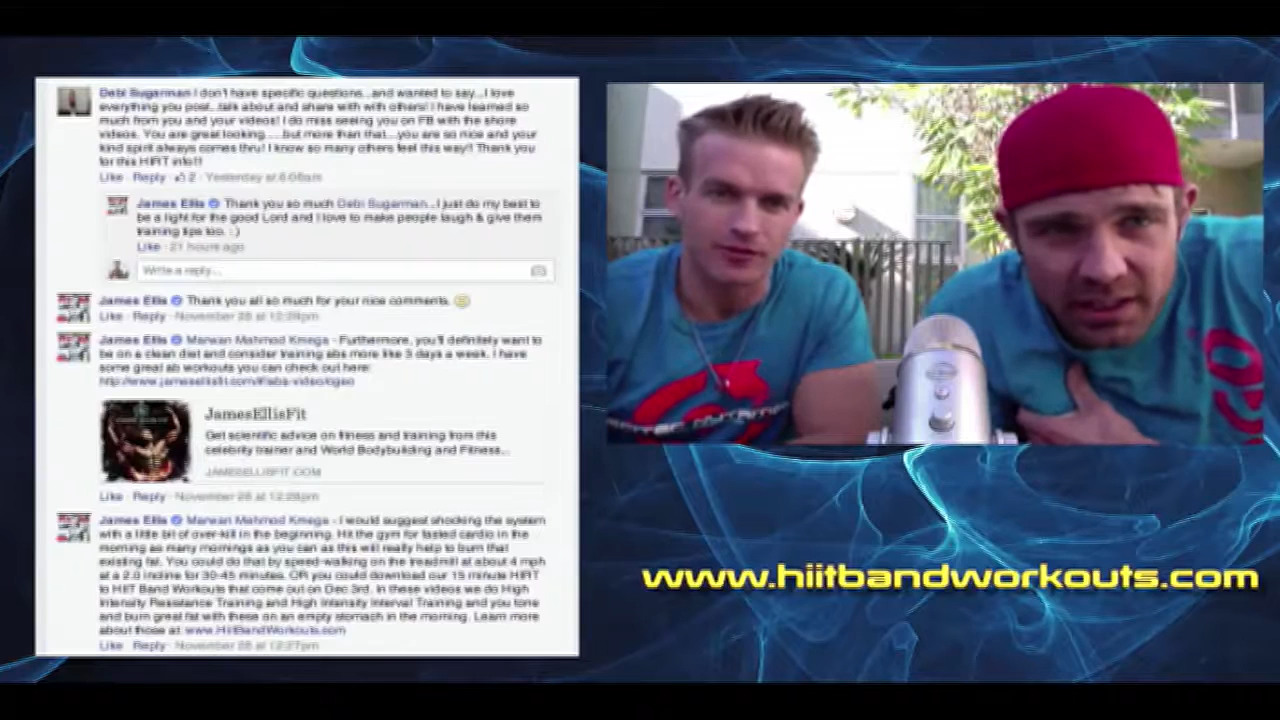 Debi Sugarman I don't have specific questions...and wanted to say...I love
everything you post...talk about and share with with others! I have learned so
much from you and your videos! I do miss seeing you on FB with the shore
videos. You are great looking.....but more than that...you are so nice and your
kind spirit always comes thru! I know so many others feel this way!! Thank you
for this HIRT info!!
Like · Reply · 2 · Yesterday at 6:08am
James Ellis Thank you so much Debi Sugarman...I just do my best to
be a light for the good Lord and I love to make people laugh & give them
training tips too. :)
Like · 21 hours ago
Write a reply...
James Ellis Thank you all so much for your nice comments.
Like · Reply · November 28 at 12:28pm
James Ellis Marwan Mahmod Kmega - Furthermore, you'll definitely want to
be on a clean diet and consider training abs more like 3 days a week. I have
some great ab workouts you can check out here:
http://www.jamesellisfit.com/#!abs-video/
JamesEllisFit
Get scientific advice on fitness and training from this
celebrity trainer and World Bodybuilding and Fitness...
JAMESELLISFIT.COM
Like · Reply · November 28 at 12:28pm
James Ellis Marwan Mahmod Kmega - I would suggest shocking the system
with a little bit of over-kill in the beginning. Hit the gym for fasted cardio in the
morning as many mornings as you can as this will really help to burn that
existing fat. You could do that by speed-walking on the treadmill at about 4 mph
at a 2.0 incline for 30-45 minutes. OR you could download our 15 minute HIRT
to HIIT Band Workouts that come out on Dec 3rd. In these videos we do High
Intensity Resistance Training and High Intensity Interval Training and you tone
and burn great fat with these on an empty stomach in the morning. Learn more
about those at: www.HiitBandWorkouts.com
Like · Reply · November 28 at 12:27pm
www.hiitbandworkouts.com